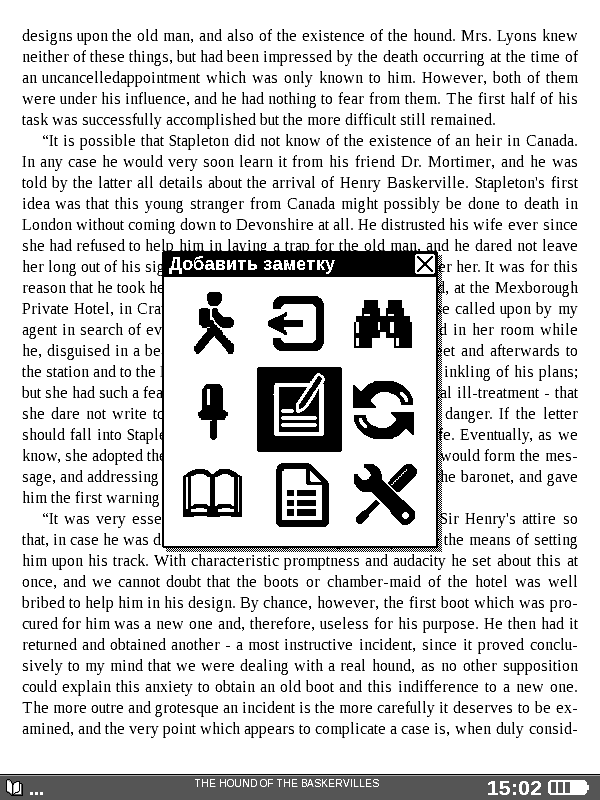 designs upon the old man, and also of the existence of the hound. Mrs. Lyons knew
neither of these things, but had been impressed by the death occurring at the time of
an uncancelledappointment which was only known to him. However, both of them
were under his influence, and he had nothing to fear from them. The first half of his
task was successfully accomplished but the more difficult still remained.
“It is possible that Stapleton did not know of the existence of an heir in Canada.
In any case he would very soon learn it from his friend Dr. Mortimer, and he was
told by the latter all details about the arrival of Henry Baskerville. Stapleton's first
idea was that this young stranger from Canada might possibly be done to death in
London without coming down to Devonshire at all. He distrusted his wife ever since
she had refused to help him in laying a trap for the old man, and he dared not leave
her long out of his sig er her. It was for this
Добавить заметку
reason that he took he d, at the Mexborough
Private Hotel, in Cra se called upon by my
agent in search of ev d in her room while
he, disguised in a be eet and afterwards to
the station and to the inkling of his plans;
but she had such a fea al ill-treatment - that
she dare not write to danger. If the letter
should fall into Staple fe. Eventually, as we
know, she adopted the would form the mes-
sage, and addressing the baronet, and gave
him the first warning
“It was very esse Sir Henry's attire so
that, in case he was d the means of setting
him upon his track. With characteristic promptness and audacity he set about this at
once, and we cannot doubt that the boots or chamber-maid of the hotel was well
bribed to help him in his design. By chance, however, the first boot which was pro-
cured for him was a new one and, therefore, useless for his purpose. He then had it
returned and obtained another - a most instructive incident, since it proved conclu-
sively to my mind that we were dealing with a real hound, as no other supposition
could explain this anxiety to obtain an old boot and this indifference to a new one.
The more outre and grotesque an incident is the more carefully it deserves to be ex-
amined, and the very point which appears to complicate a case is, when duly consid-
... THE HOUND OF THE BASKERVILLES 15:02